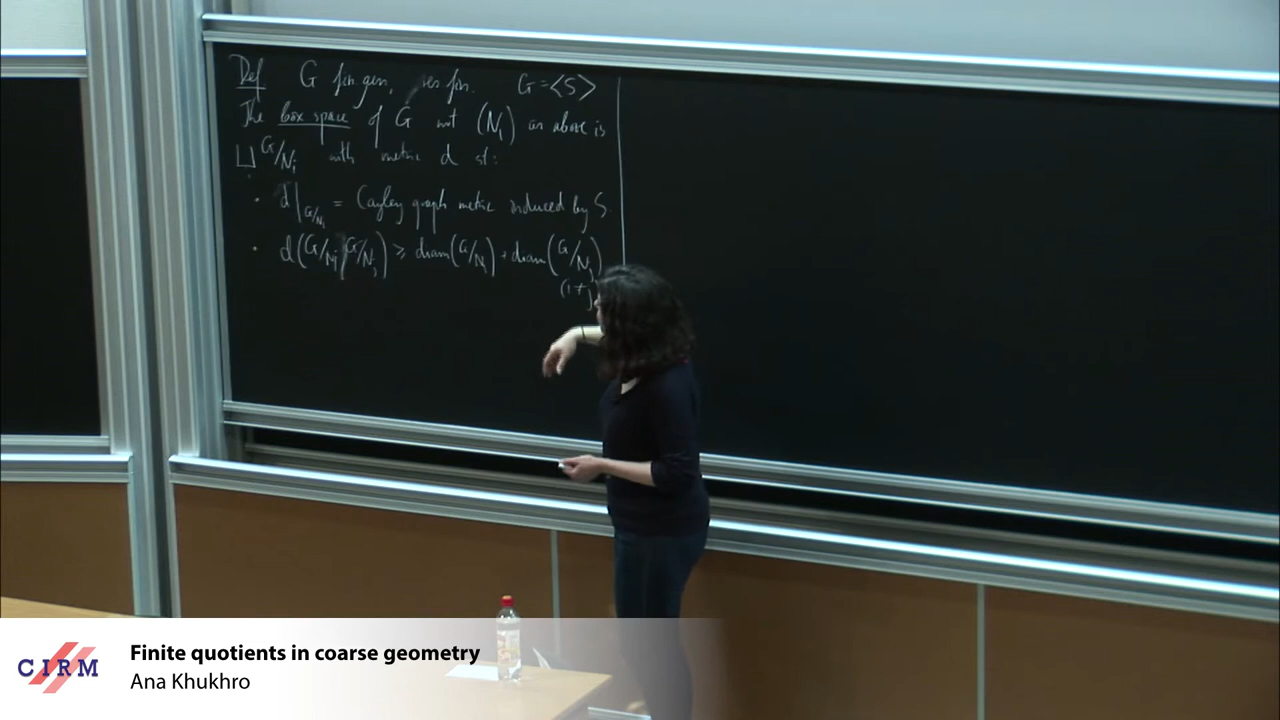 Def G fin gen, res fin. G = <S>
The box space of G wrt (N_i) as above is
⊔ G/N_i with metric d st:
• d|_{G/N_i} = Cayley graph metric induced by S.
• d(G/N_i, G/N_j) ≥ diam(G/N_i) + diam(G/N_j)
(i ≠ j)
CIRM
Finite quotients in coarse geometry
Ana Khukhro